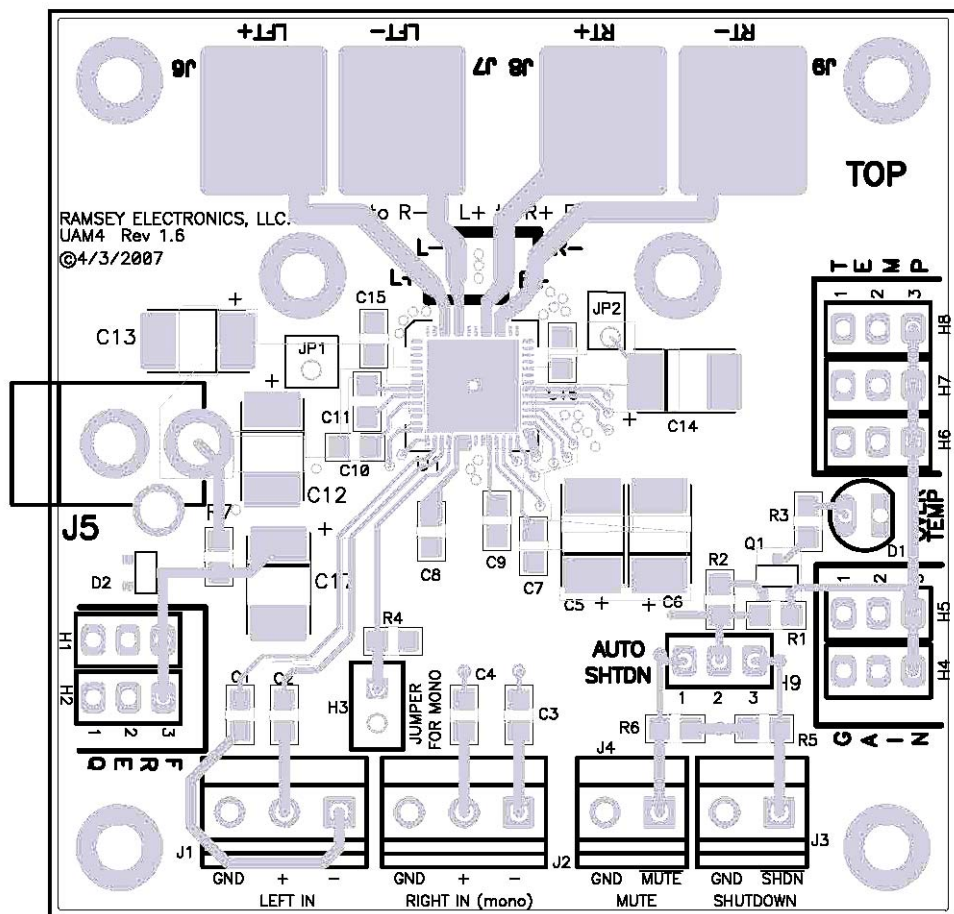 LFT+
LFT-
RT+
RT-
J6
J7
J8
J9
TOP
RAMSEY ELECTRONICS, LLC.
UAM4 Rev 1.6
©4/3/2007
to R-
L+
R+
L-
R-
L+
TEMP
1 2 3
H8
H7
H6
C13
C15
JP1
JP2
C11
C10
C14
C12
J5
C17
D2
C8
C9
C7
C5
C6
R3
Q1
D1
TEMP
R2
R1
1 2 3
H5
H4
GAIN
H1
H2
1 2 3
FREQ
C2
R4
H3
JUMPER
FOR MONO
C4
C3
AUTO
SHTDN
1 2 3
H9
R6
R5
J4
J1
J2
J3
GND + -
LEFT IN
GND + -
RIGHT IN (mono)
GND MUTE
MUTE
GND SHDN
SHUTDOWN